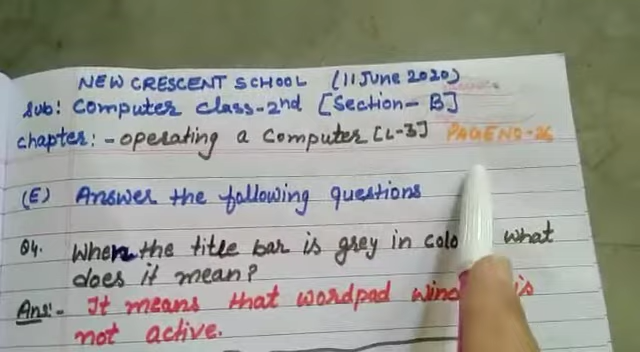 NEW CRESCENT SCHOOL (11 June 2020)
Sub: Computer class-2nd [Section-B]
chapter:-operating a computer [L-3] PAGE NO-26
(E) Answer the following questions
Q4. When the title bar is grey in colo what
does it mean?
Ans:- It means that wordpad is
not active.